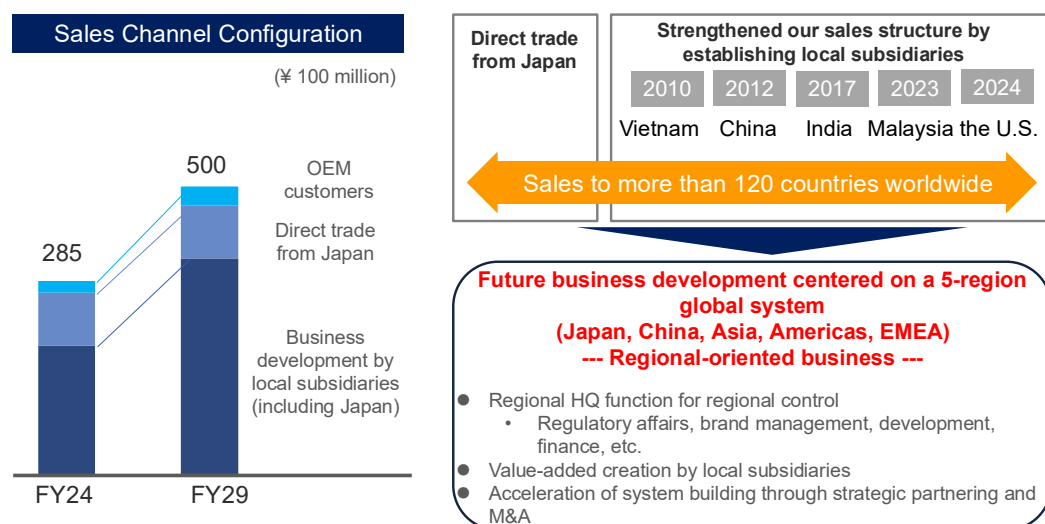 Sales Channel Configuration
(¥ 100 million)
500
285
OEM
customers
Direct trade
from Japan
Business
development by
local subsidiaries
(including Japan)
FY24
FY29
Direct trade
from Japan
Strengthened our sales structure by
establishing local subsidiaries
2010 2012 2017 2023 2024
Vietnam China India Malaysia the U.S.
Sales to more than 120 countries worldwide
Future business development centered on a 5-region
global system
(Japan, China, Asia, Americas, EMEA)
--- Regional-oriented business ---
● Regional HQ function for regional control
• Regulatory affairs, brand management, development,
finance, etc.
● Value-added creation by local subsidiaries
● Acceleration of system building through strategic partnering and
M&A